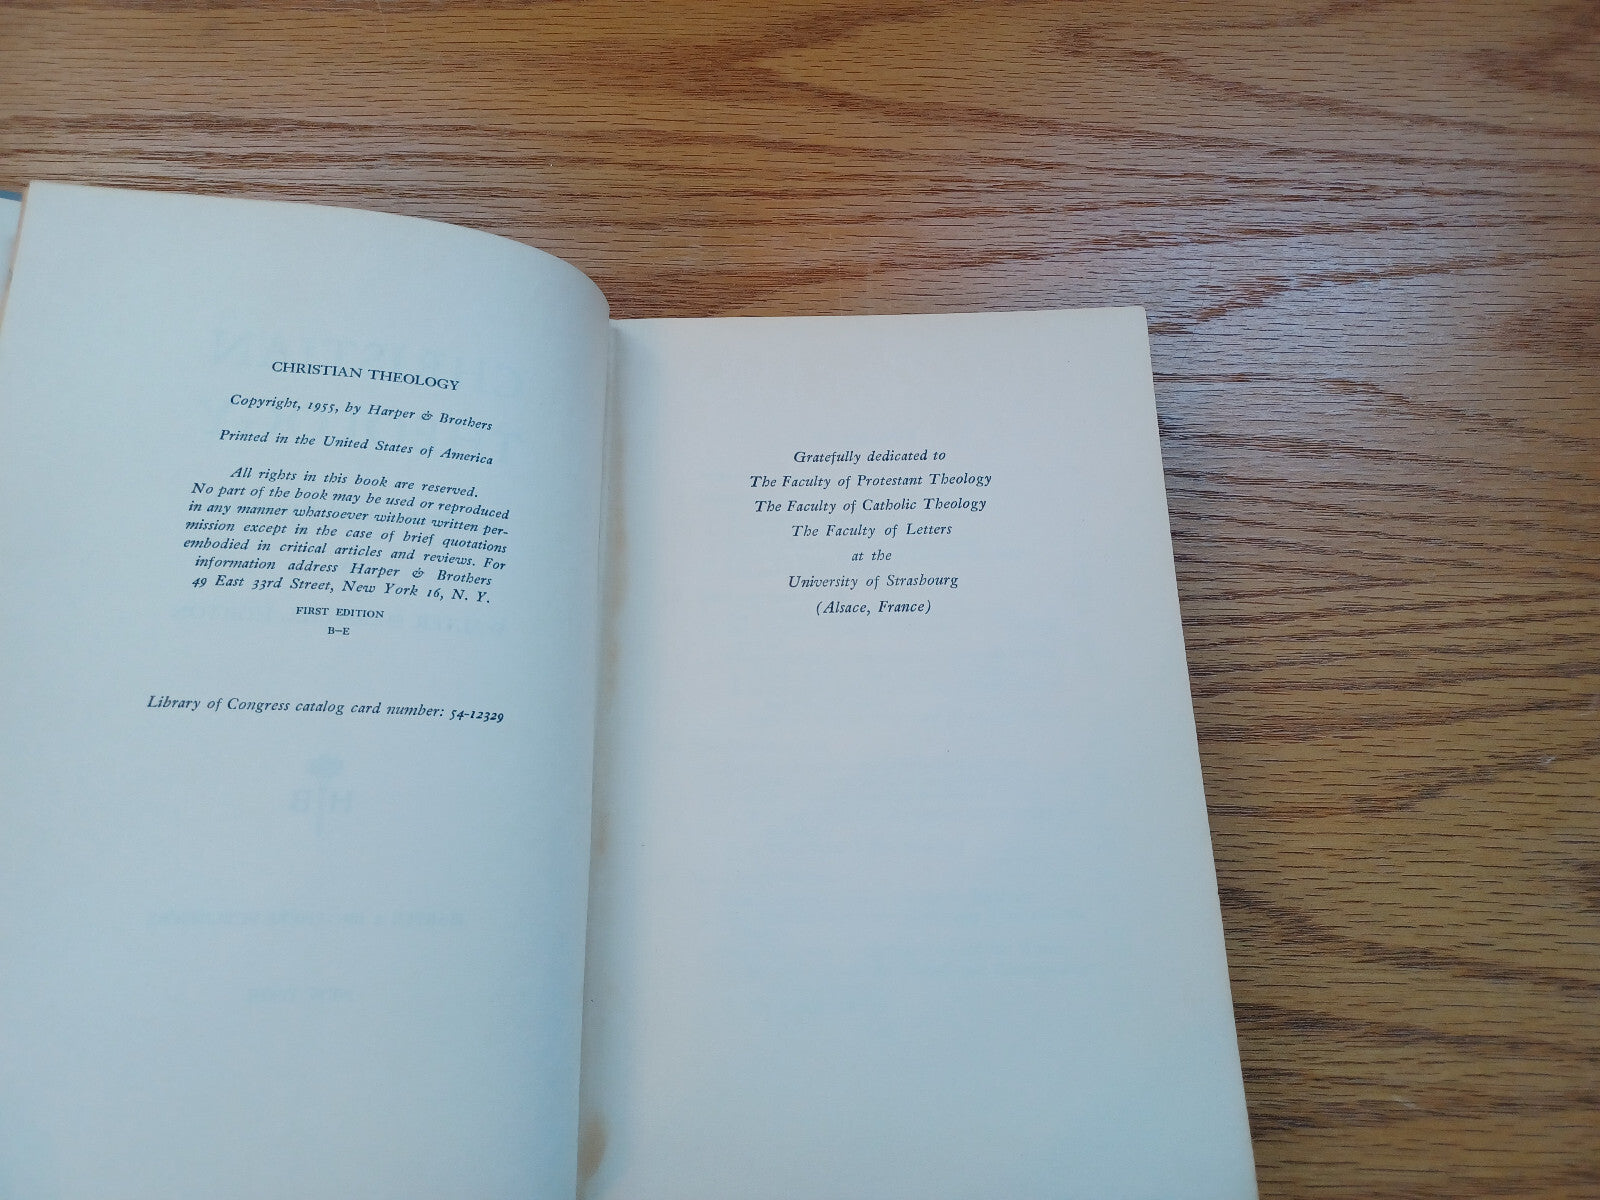 CHRISTIAN THEOLOGY
Copyright, 1955, by Harper & Brothers
Printed in the United States of America
All rights in this book are reserved.
No part of the book may be used or reproduced
in any manner whatsoever without written per-
mission except in the case of brief quotations
embodied in critical articles and reviews. For
information address Harper & Brothers
49 East 33rd Street, New York 16, N. Y.
FIRST EDITION
B–E
Library of Congress catalog card number: 54-12329
Gratefully dedicated to
The Faculty of Protestant Theology
The Faculty of Catholic Theology
The Faculty of Letters
at the
University of Strasbourg
(Alsace, France)